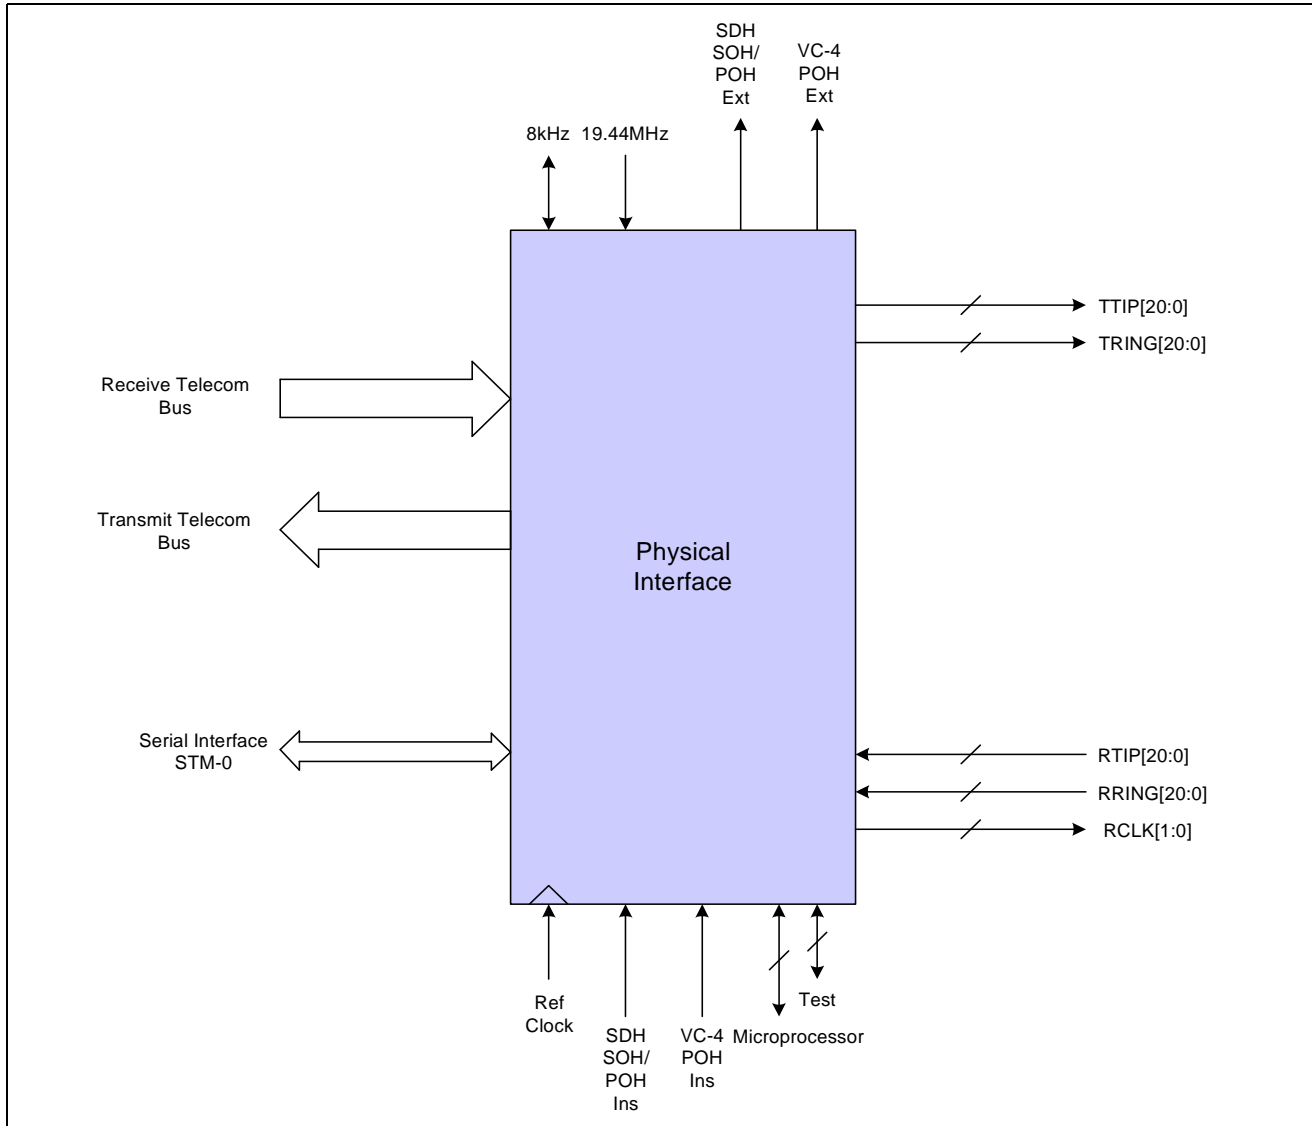 SDH
SOH/
POH
Ext
VC-4
POH
Ext
8kHz
19.44MHz
TTIP[20:0]
TRING[20:0]
Receive Telecom
Bus
Transmit Telecom
Bus
Physical
Interface
Serial Interface
STM-0
RTIP[20:0]
RRING[20:0]
RCLK[1:0]
Ref
Clock
SDH
SOH/
POH
Ins
VC-4
POH
Ins
Microprocessor
Test